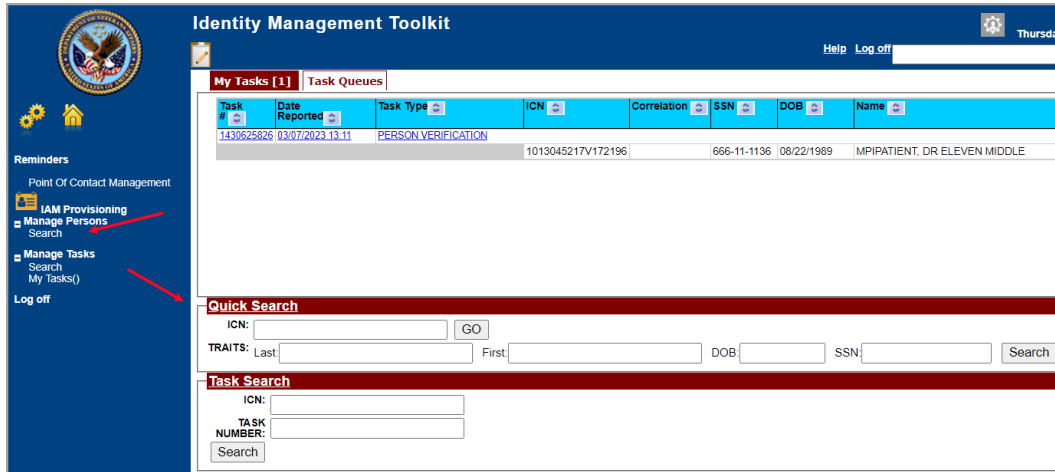 Identity Management Toolkit
Thursda
Help Log off
My Tasks [1] Task Queues
Task # Date Reported Task Type ICN Correlation SSN DOB Name
1430625826 03/07/2023 13:11 PERSON VERIFICATION
1013045217V172196 666-11-1136 08/22/1989 MPIPATIENT, DR ELEVEN MIDDLE
Reminders
Point Of Contact Management
IAM Provisioning
Manage Persons
Search
Manage Tasks
Search
My Tasks()
Log off
Quick Search
ICN: GO
TRAITS: Last: First: DOB: SSN: Search
Task Search
ICN:
TASK NUMBER:
Search